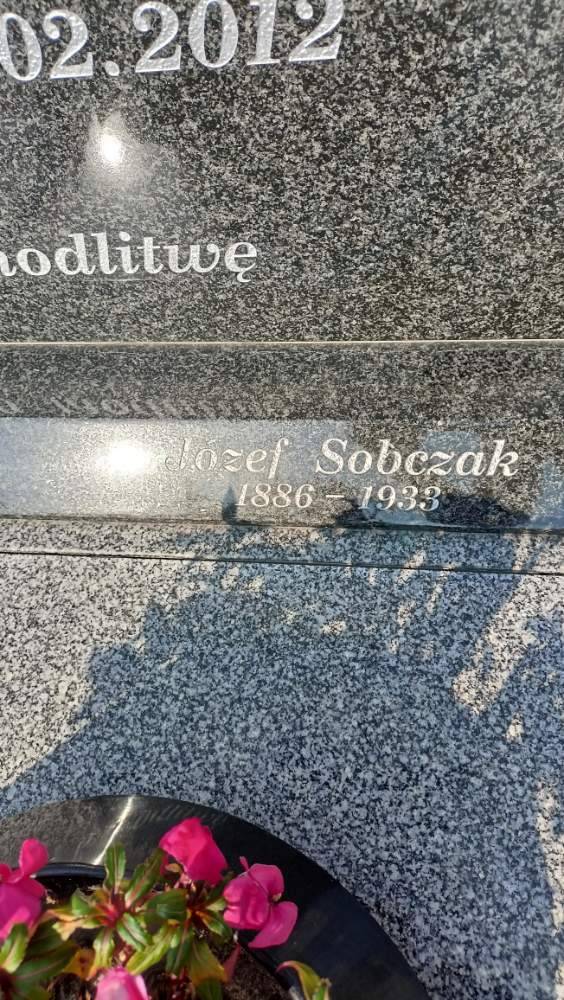 02.2012
modlitwę
Józef Sobczak
1886 – 1933